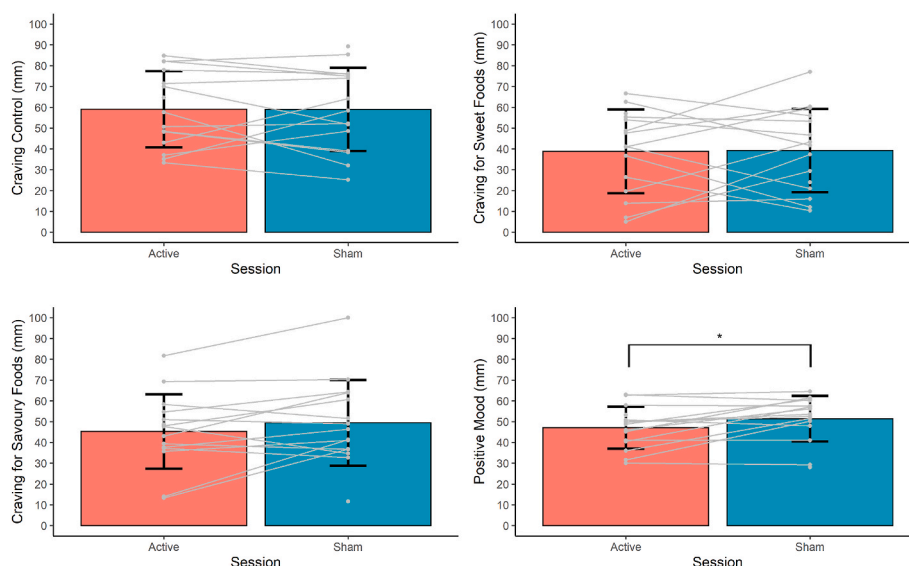 Craving Control (mm)
100
90
80
70
60
50
40
30
20
10
0
Active
Sham
Session
Craving for Sweet Foods (mm)
100
90
80
70
60
50
40
30
20
10
0
Active
Sham
Session
Craving for Savoury Foods (mm)
100
90
80
70
60
50
40
30
20
10
0
Active
Sham
Session
Positive Mood (mm)
100
90
80
70
60
50
40
30
20
10
0
*
Active
Sham
Session